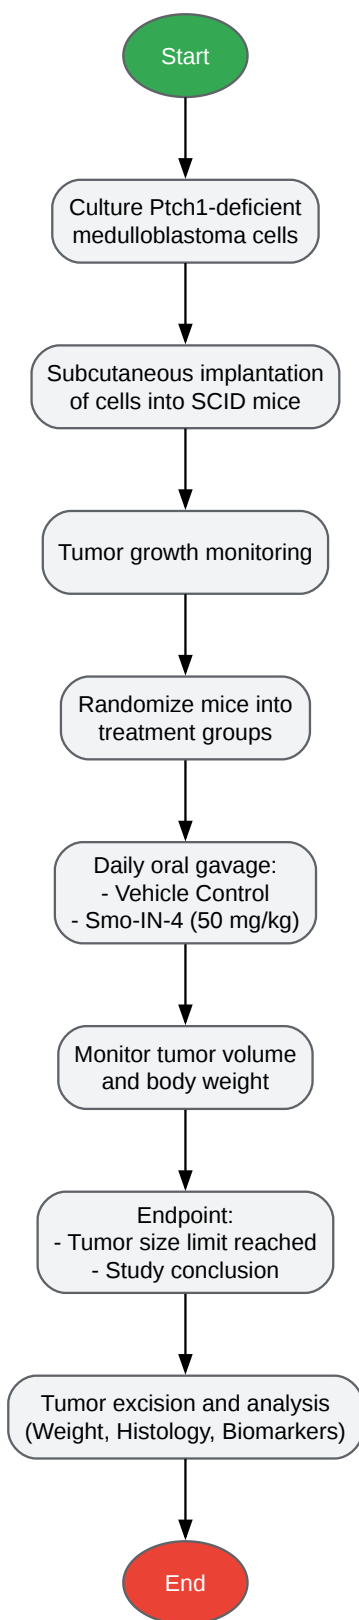 Start
Culture Ptch1-deficient
medulloblastoma cells
Subcutaneous implantation
of cells into SCID mice
Tumor growth monitoring
Randomize mice into
treatment groups
Daily oral gavage:
- Vehicle Control
- Smo-IN-4 (50 mg/kg)
Monitor tumor volume
and body weight
Endpoint:
- Tumor size limit reached
- Study conclusion
Tumor excision and analysis
(Weight, Histology, Biomarkers)
End